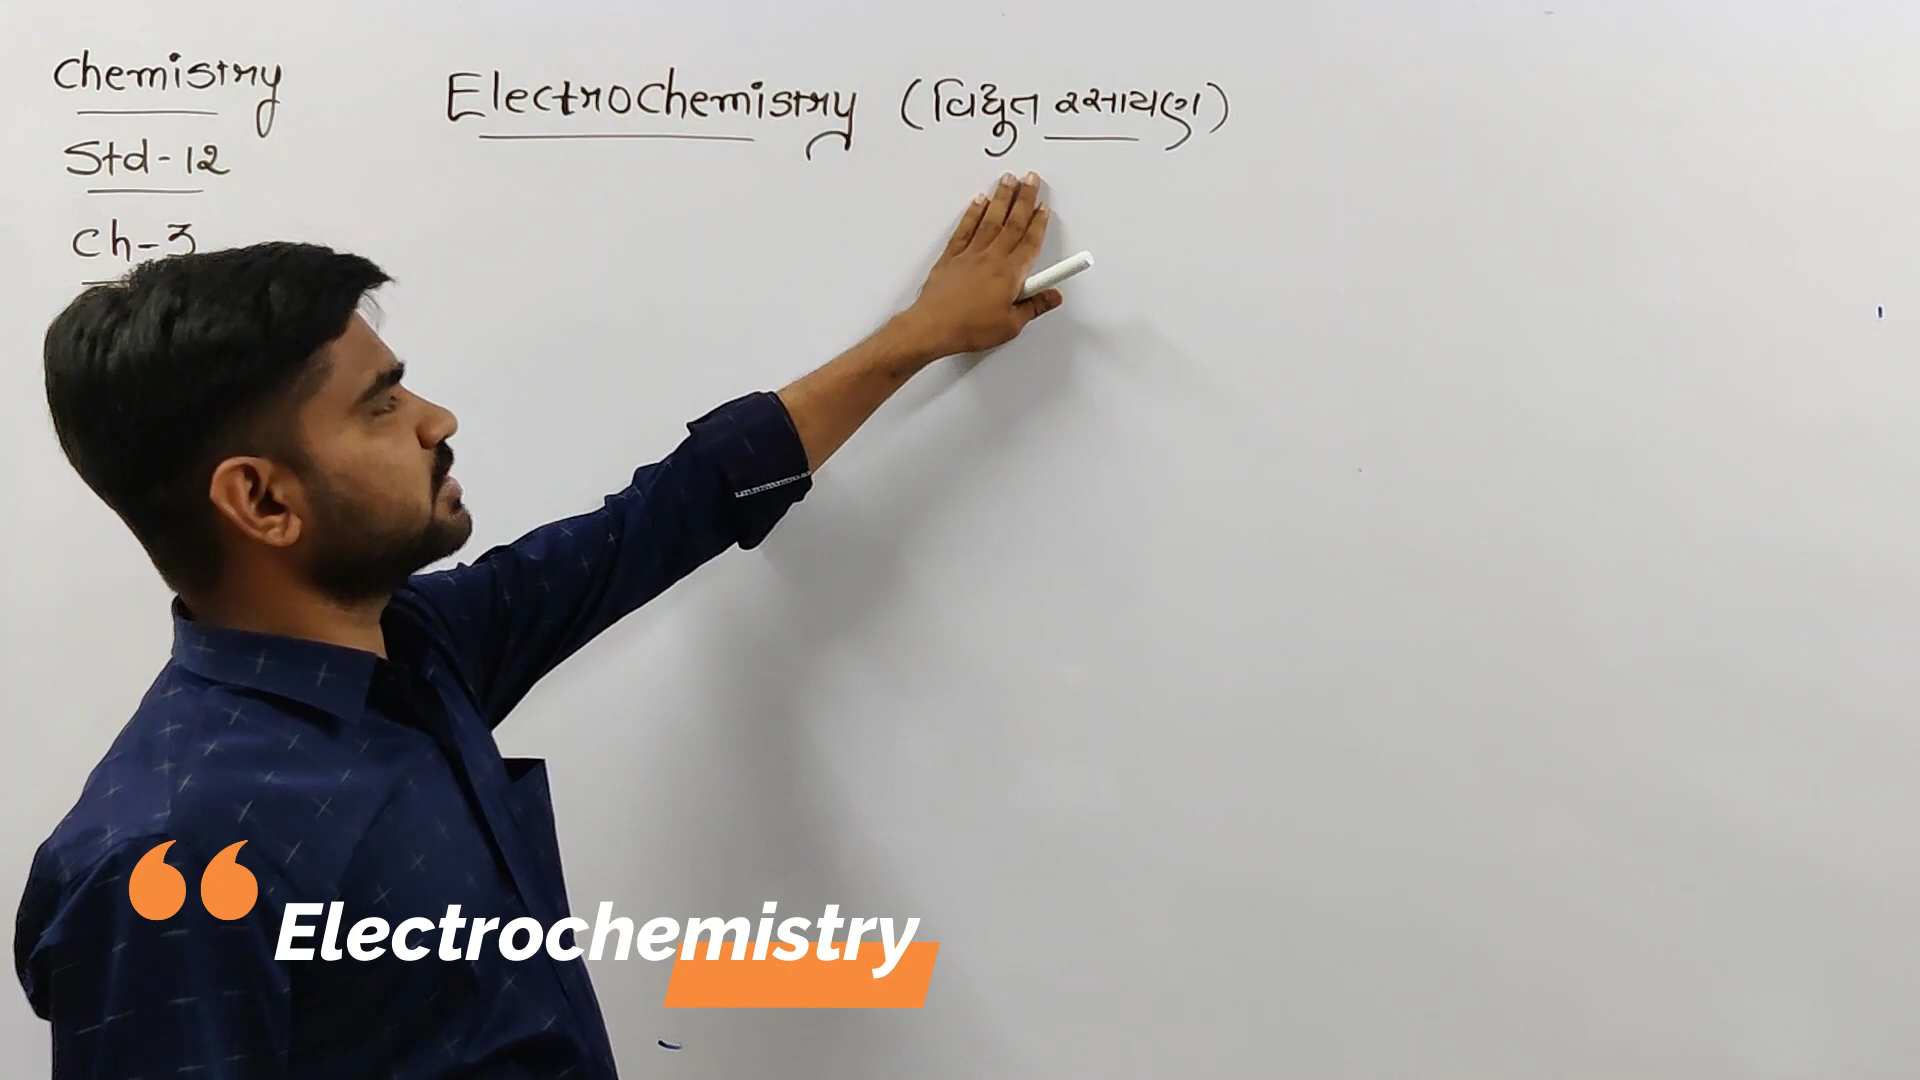 Chemistry
Std-12
Ch-3
Electrochemistry (વિધુત રસાયણ)
Electrochemistry